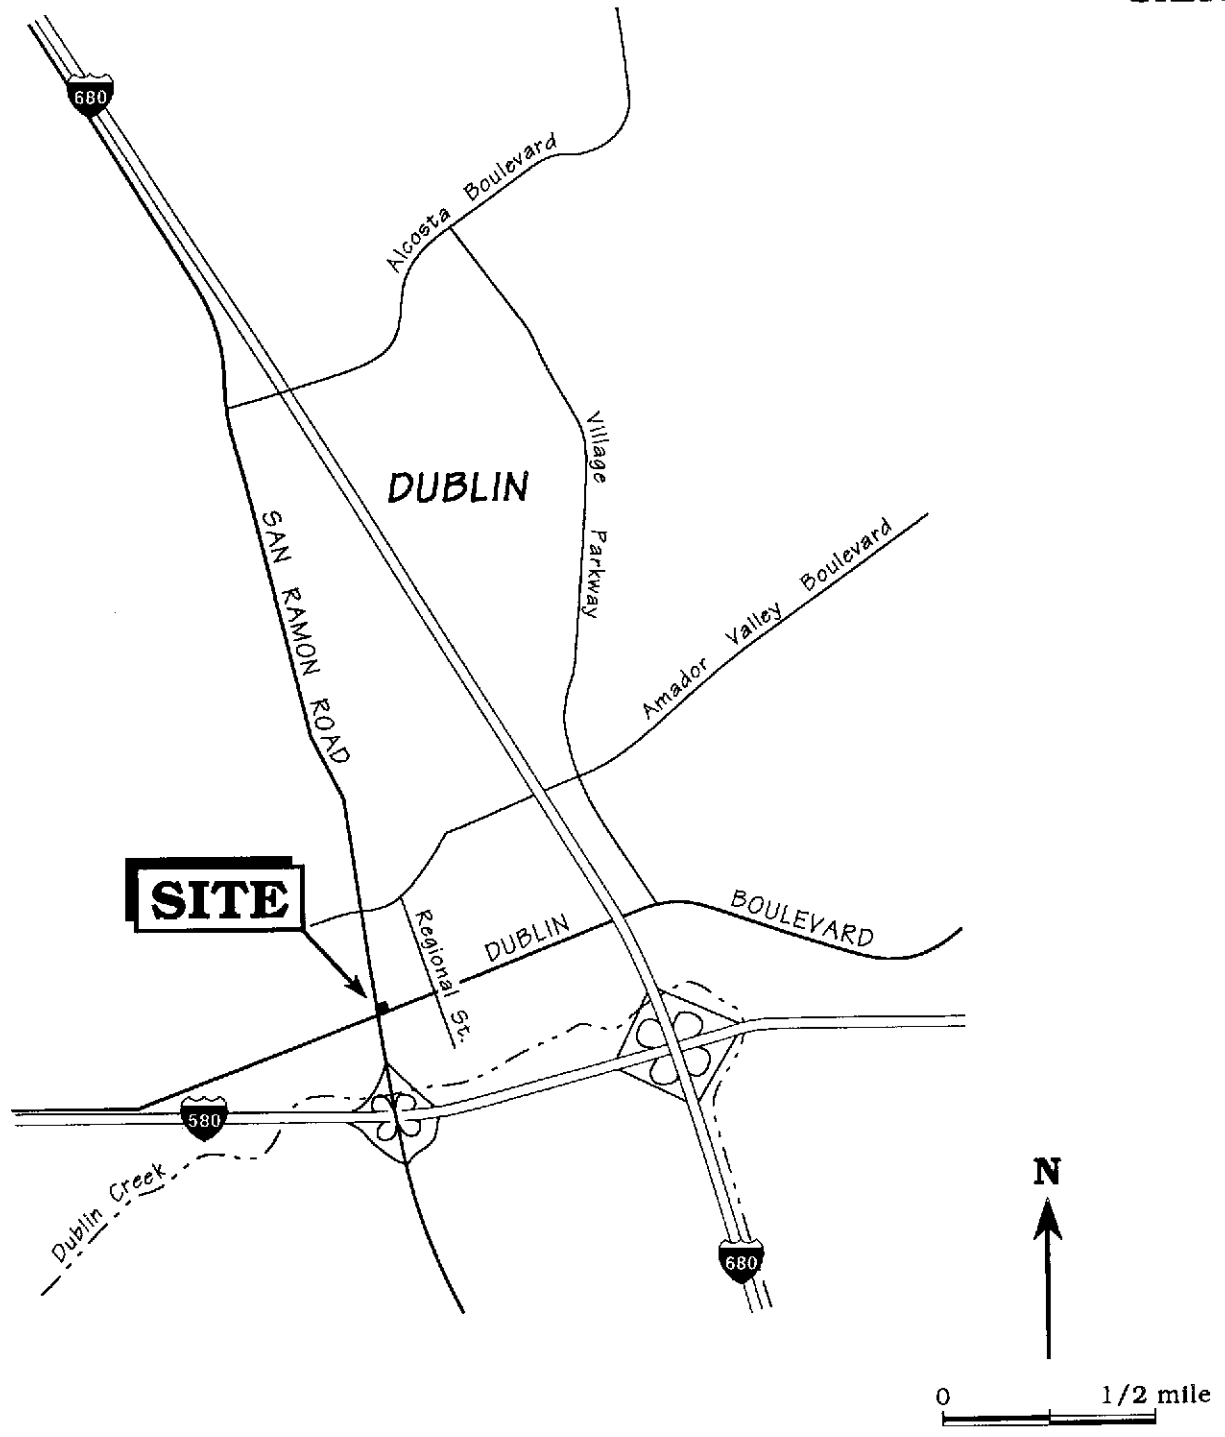 680
Alcosta Boulevard
Village Parkway
DUBLIN
SAN RAMON ROAD
Amador Valley Boulevard
SITE
Regional St.
DUBLIN BOULEVARD
580
Dublin Creek
680
N
0 1/2 mile